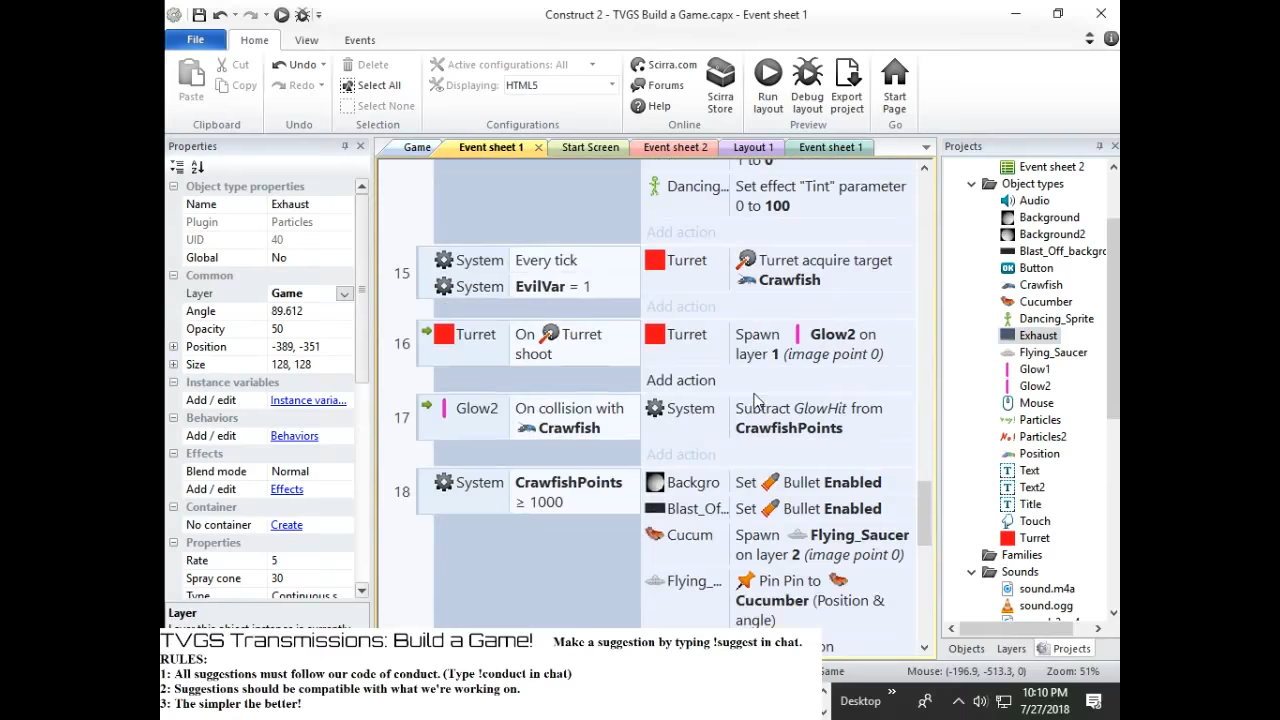 Construct 2 - TVGS Build a Game.capx - Event sheet 1
File
Home
View
Events
Paste
Cut
Copy
Clipboard
Undo
Redo
Undo
Delete
Select All
Select None
Selection
Active configurations: All
Displaying: HTML5
Configurations
Scirra.com
Forums
Help
Scirra
Store
Online
Run
layout
Debug
layout
Export
project
Preview
Start
Page
Go
Properties
Object type properties
Name Exhaust
Plugin Particles
UID 40
Global No
Common
Layer Game
Angle 89.612
Opacity 50
Position -389, -351
Size 128, 128
Instance variables
Add / edit Instance varia...
Behaviors
Add / edit Behaviors
Effects
Blend mode Normal
Add / edit Effects
Container
No container Create
Properties
Rate 5
Spray cone 30
Layer
Game Event sheet 1 Start Screen Event sheet 2 Layout 1 Event sheet 1
Dancing... Set effect "Tint" parameter
0 to 100
Add action
15
System Every tick
System EvilVar = 1
Turret Turret acquire target
Crawfish
Add action
16
Turret On Turret
shoot
Turret Spawn Glow2 on
layer 1 (image point 0)
Add action
17
Glow2 On collision with
Crawfish
System Subtract GlowHit from
CrawfishPoints
Add action
18
System CrawfishPoints
≥ 1000
Backgro Set Bullet Enabled
Blast_Of... Set Bullet Enabled
Cucum Spawn Flying_Saucer
on layer 2 (image point 0)
Flying_... Pin Pin to
Cucumber (Position &
angle)
Projects
Event sheet 2
Object types
Audio
Background
Background2
Blast_Off_backgro
Button
Crawfish
Cucumber
Dancing_Sprite
Exhaust
Flying_Saucer
Glow1
Glow2
Mouse
Particles
Particles2
Position
Text
Text2
Title
Touch
Turret
Families
Sounds
sound.m4a
sound.ogg
Objects Layers Projects
Mouse: (-196.9, -513.3, 0) Zoom: 51%
TVGS Transmissions: Build a Game! Make a suggestion by typing !suggest in chat.
RULES:
1: All suggestions must follow our code of conduct. (Type !conduct in chat)
2: Suggestions should be compatible with what we're working on.
3: The simpler the better!
Desktop
10:10 PM
7/27/2018